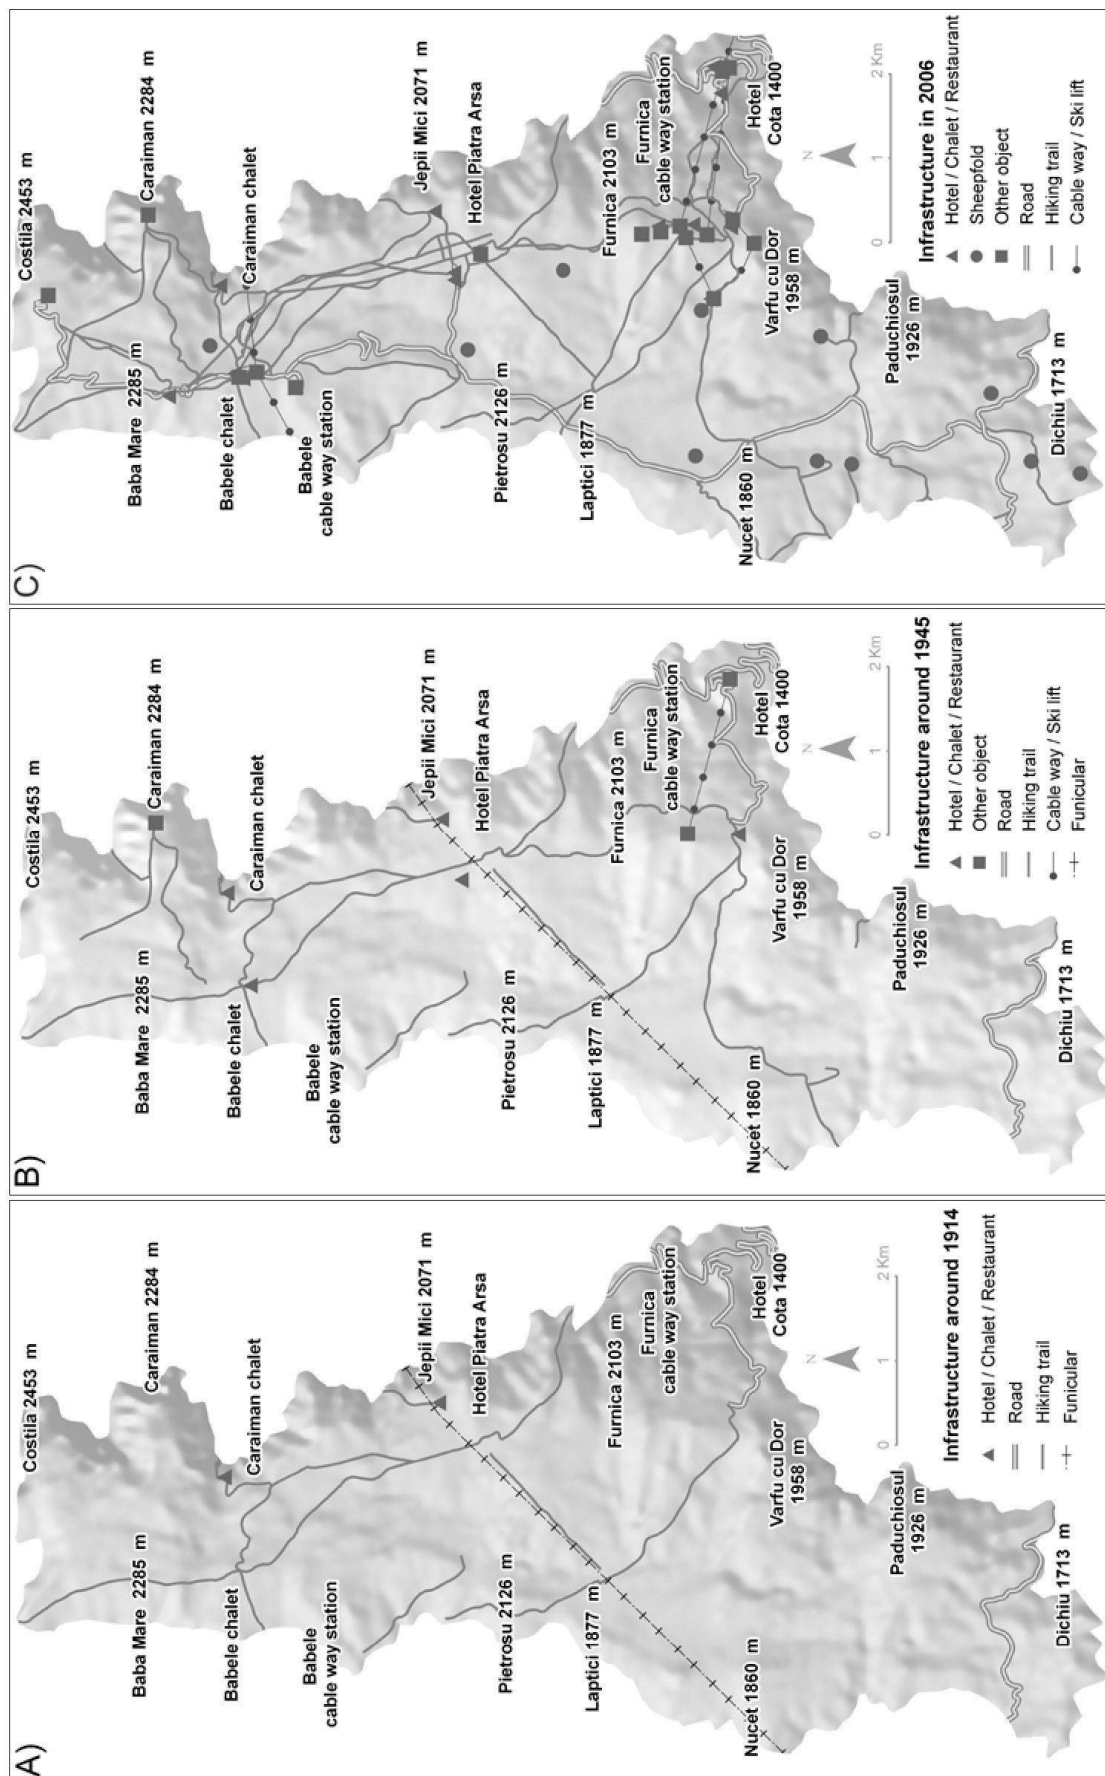 A)
Costila 2453 m
Caraiman 2284 m
Baba Mare 2285 m
Caraiman chalet
Babele chalet
Babele
cable way station
Jepii Mici 2071 m
Hotel Piatra Arsa
Pietrosu 2126 m
Laptici 1877 m
Furnica 2103 m
Furnica
cable way station
Hotel
Cota 1400
Nucet 1860 m
Varfu cu Dor
1958 m
Paduchiosul
1926 m
Dichiu 1713 m
N
0 1 2 Km
Infrastructure around 1914
Hotel / Chalet / Restaurant
Road
Hiking trail
Funicular
B)
Costila 2453 m
Caraiman 2284 m
Baba Mare 2285 m
Caraiman chalet
Babele chalet
Babele
cable way station
Jepii Mici 2071 m
Hotel Piatra Arsa
Pietrosu 2126 m
Laptici 1877 m
Furnica 2103 m
Furnica
cable way station
Hotel
Cota 1400
Nucet 1860 m
Varfu cu Dor
1958 m
Paduchiosul
1926 m
Dichiu 1713 m
N
0 1 2 Km
Infrastructure around 1945
Hotel / Chalet / Restaurant
Other object
Road
Hiking trail
Cable way / Ski lift
Funicular
C)
Costila 2453 m
Caraiman 2284 m
Baba Mare 2285 m
Caraiman chalet
Babele chalet
Babele
cable way station
Jepii Mici 2071 m
Hotel Piatra Arsa
Pietrosu 2126 m
Laptici 1877 m
Furnica 2103 m
Furnica
cable way station
Hotel
Cota 1400
Nucet 1860 m
Varfu cu Dor
1958 m
Paduchiosul
1926 m
Dichiu 1713 m
N
0 1 2 Km
Infrastructure in 2006
Hotel / Chalet / Restaurant
Sheepfold
Other object
Road
Hiking trail
Cable way / Ski lift